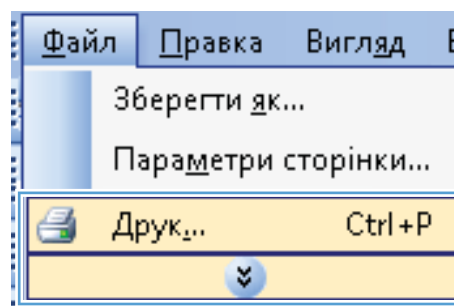 Файл Правка Вигляд
Зберегти як...
Параметри сторінки...
Друк... Ctrl+P